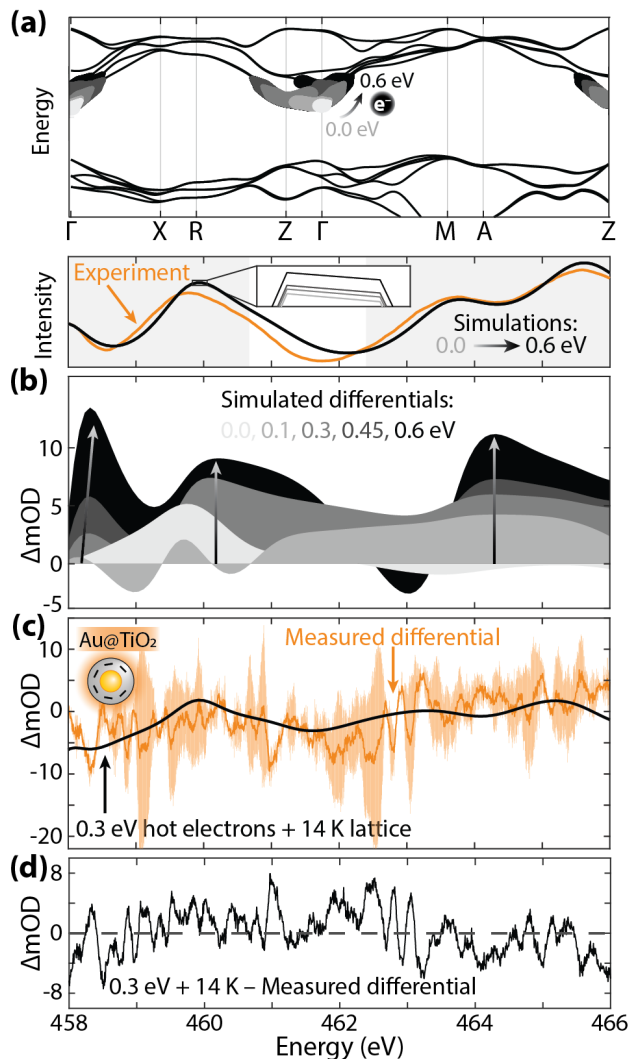 (a)
Energy
0.6 eV
e⁻
0.0 eV
Γ X R Z Γ M A Z
Intensity
Experiment
Simulations:
0.0 0.6 eV
(b)
Simulated differentials:
0.0, 0.1, 0.3, 0.45, 0.6 eV
ΔmOD
10
5
0
-5
(c)
Au@TiO₂
Measured differential
ΔmOD
10
0
-10
-20
0.3 eV hot electrons + 14 K lattice
(d)
ΔmOD
8
0
-8
0.3 eV + 14 K – Measured differential
458 460 462 464 466
Energy (eV)